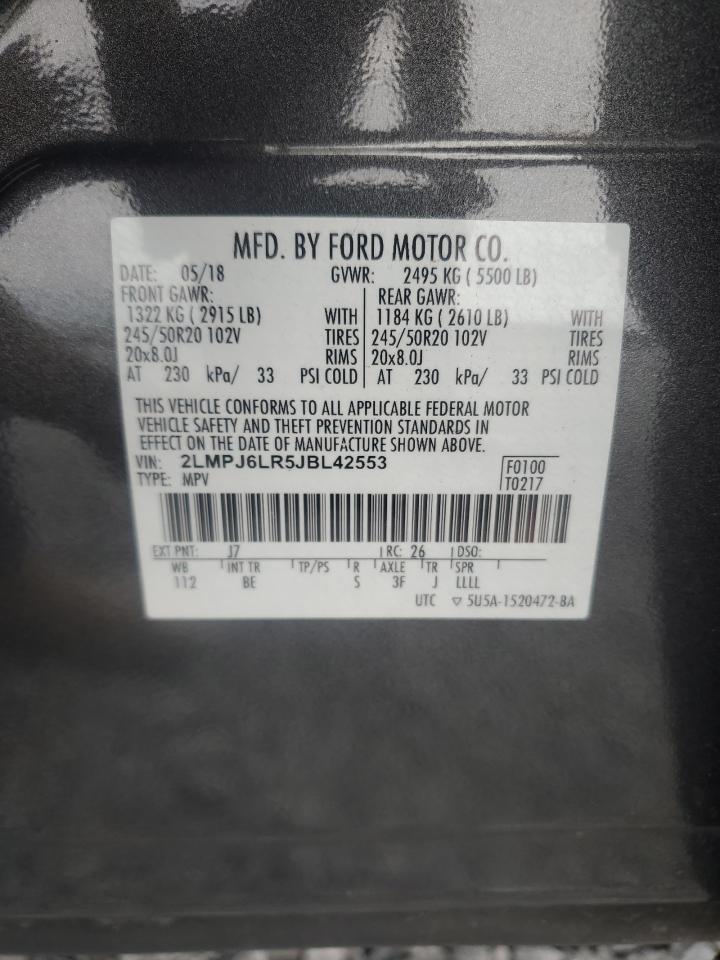 MFD. BY FORD MOTOR CO.
DATE: 05/18 GVWR: 2495 KG ( 5500 LB)
FRONT GAWR: REAR GAWR:
1322 KG ( 2915 LB) WITH 1184 KG ( 2610 LB) WITH
245/50R20 102V TIRES 245/50R20 102V TIRES
20x8.0J RIMS 20x8.0J RIMS
AT 230 kPa/ 33 PSI COLD AT 230 kPa/ 33 PSI COLD
THIS VEHICLE CONFORMS TO ALL APPLICABLE FEDERAL MOTOR
VEHICLE SAFETY AND THEFT PREVENTION STANDARDS IN
EFFECT ON THE DATE OF MANUFACTURE SHOWN ABOVE.
VIN: 2LMPJ6LR5JBL42553 F0100
TYPE: MPV T0217
EXT PNT: J7 RC: 26 DSO:
WB INT TR TP/PS R AXLE TR SPR
112 BE S 3F J LLLL
UTC ▽ 5U5A-1520472-BA